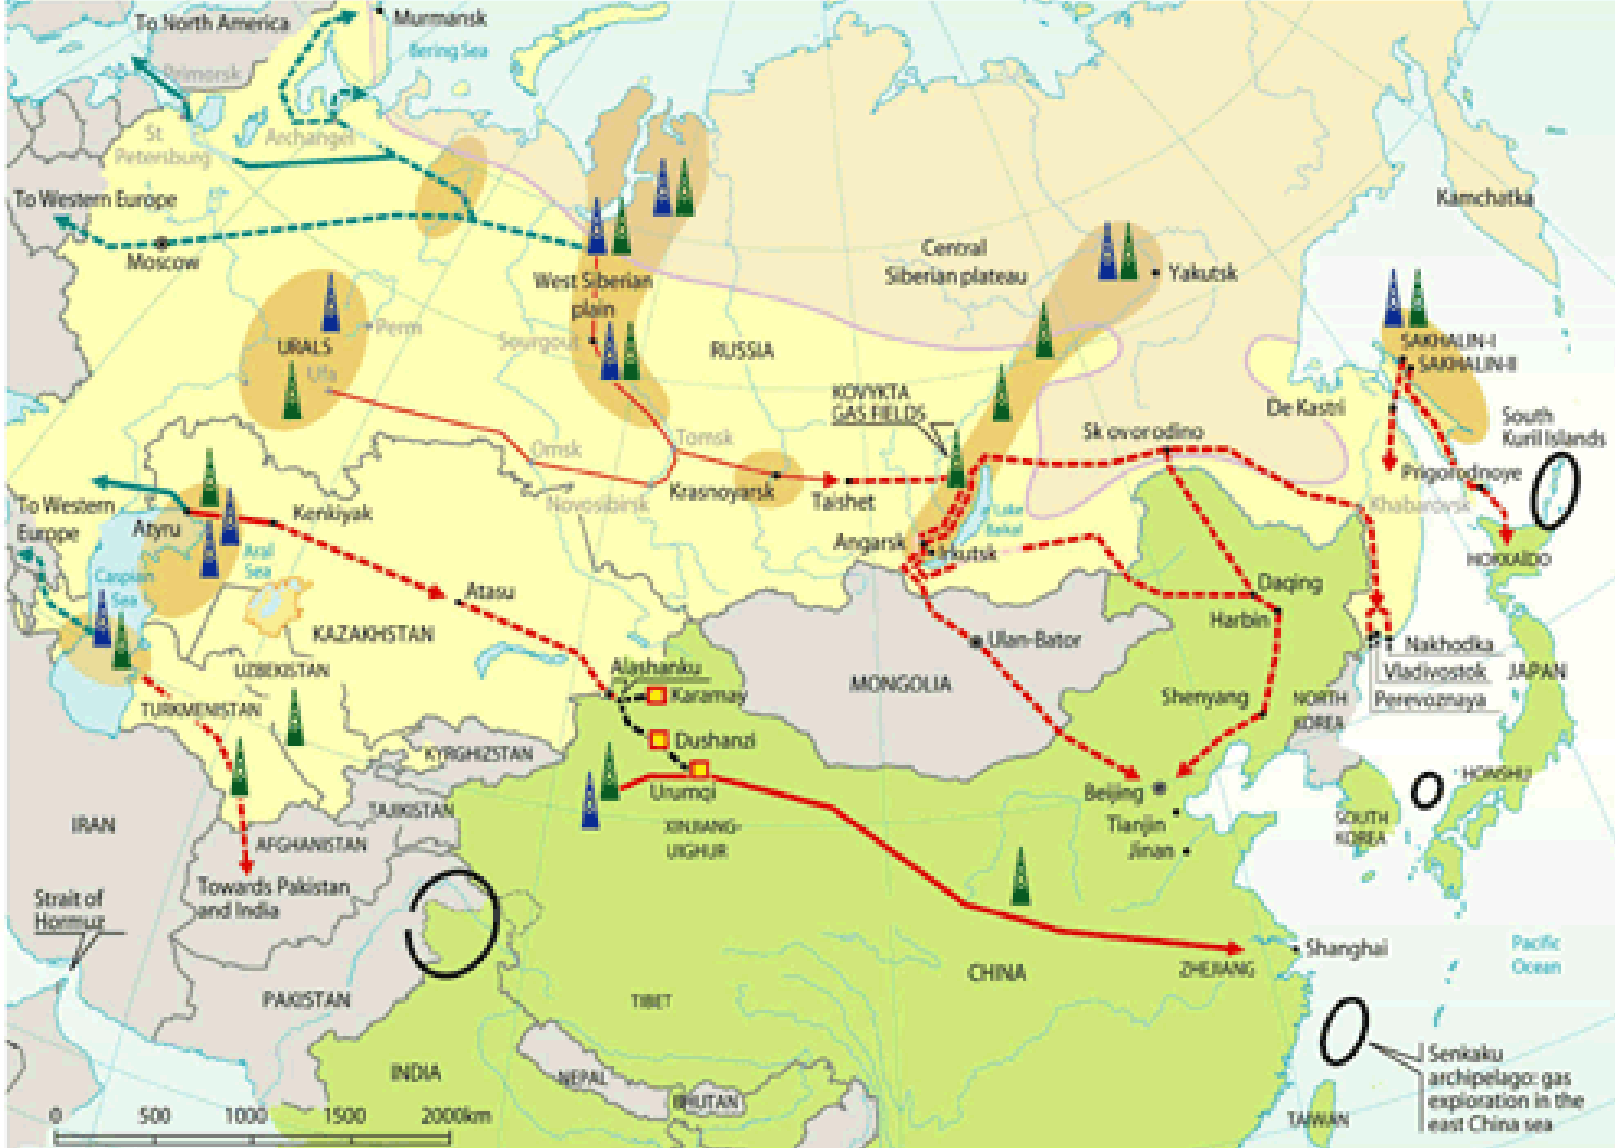 To North America
Murmansk
Bering Sea
Primorsk
St
Petersburg
Archangel
To Western Europe
Moscow
Kamchatka
Central
Siberian plateau
Yakutsk
West Siberian
plain
Perm
URALS
Ufa
Sourgout
RUSSIA
SAKHALIN-I
SAKHALIN-II
KOVYKTA
GAS FIELDS
De Kastri
South
Kuril Islands
Skovorodino
Omsk
Tomsk
Novosibirsk
Krasnoyarsk
Taishet
Prigorodnoye
Khabarovsk
To Western
Europe
Atyru
Kenkiyak
Lake
Baikal
Angarsk
Irkutsk
HOKKAÏDO
Aral
Sea
Caspian
Sea
Atasu
Daqing
Harbin
KAZAKHSTAN
UZBEKISTAN
Alashanku
Karamay
Ulan-Bator
MONGOLIA
Nakhodka
Vladivostok
Perevoznaya
JAPAN
TURKMENISTAN
Dushanzi
Shenyang
NORTH
KOREA
KYRGHIZSTAN
Urumqi
HONSHU
Beijing
TAJIKISTAN
IRAN
AFGHANISTAN
XINJIANG-
UIGHUR
Tianjin
Jinan
SOUTH
KOREA
Towards Pakistan
and India
Strait of
Hormuz
Shanghai
ZHEJIANG
CHINA
Pacific
Ocean
PAKISTAN
TIBET
INDIA
NEPAL
BHUTAN
TAIWAN
Senkaku
archipelago: gas
exploration in the
east China sea
0 500 1000 1500 2000km